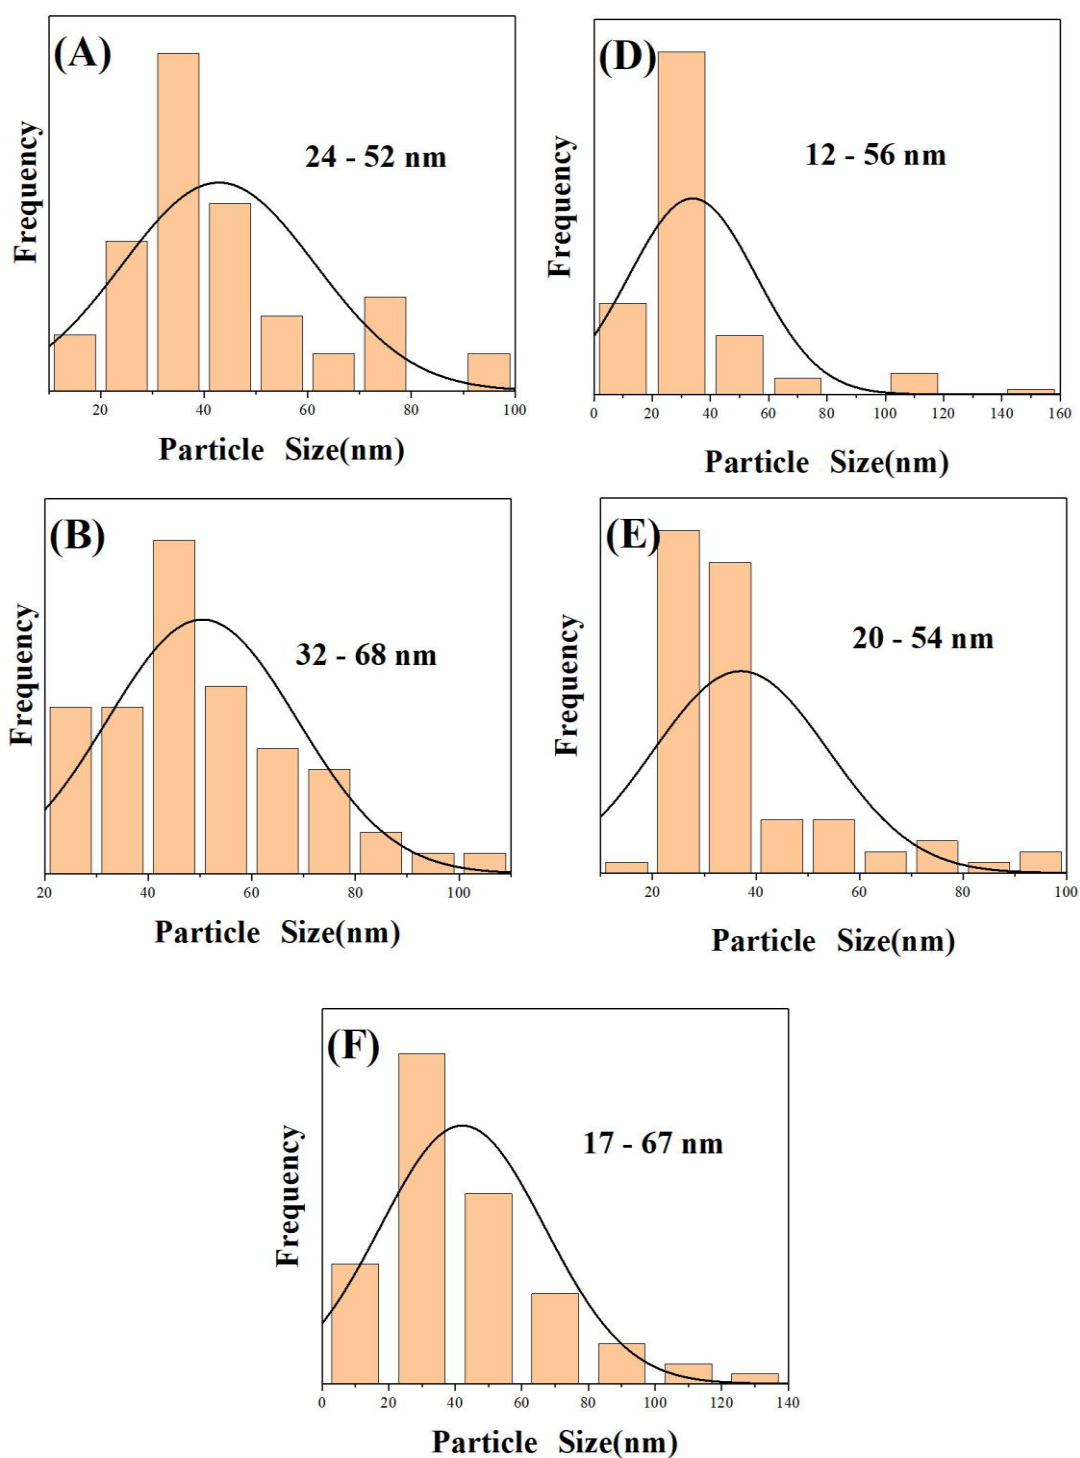 (A)
24 - 52 nm
Frequency
20 40 60 80 100
Particle Size(nm)
(D)
12 - 56 nm
Frequency
0 20 40 60 80 100 120 140 160
Particle Size(nm)
(B)
32 - 68 nm
Frequency
20 40 60 80 100
Particle Size(nm)
(E)
20 - 54 nm
Frequency
20 40 60 80 100
Particle Size(nm)
(F)
17 - 67 nm
Frequency
0 20 40 60 80 100 120 140
Particle Size(nm)